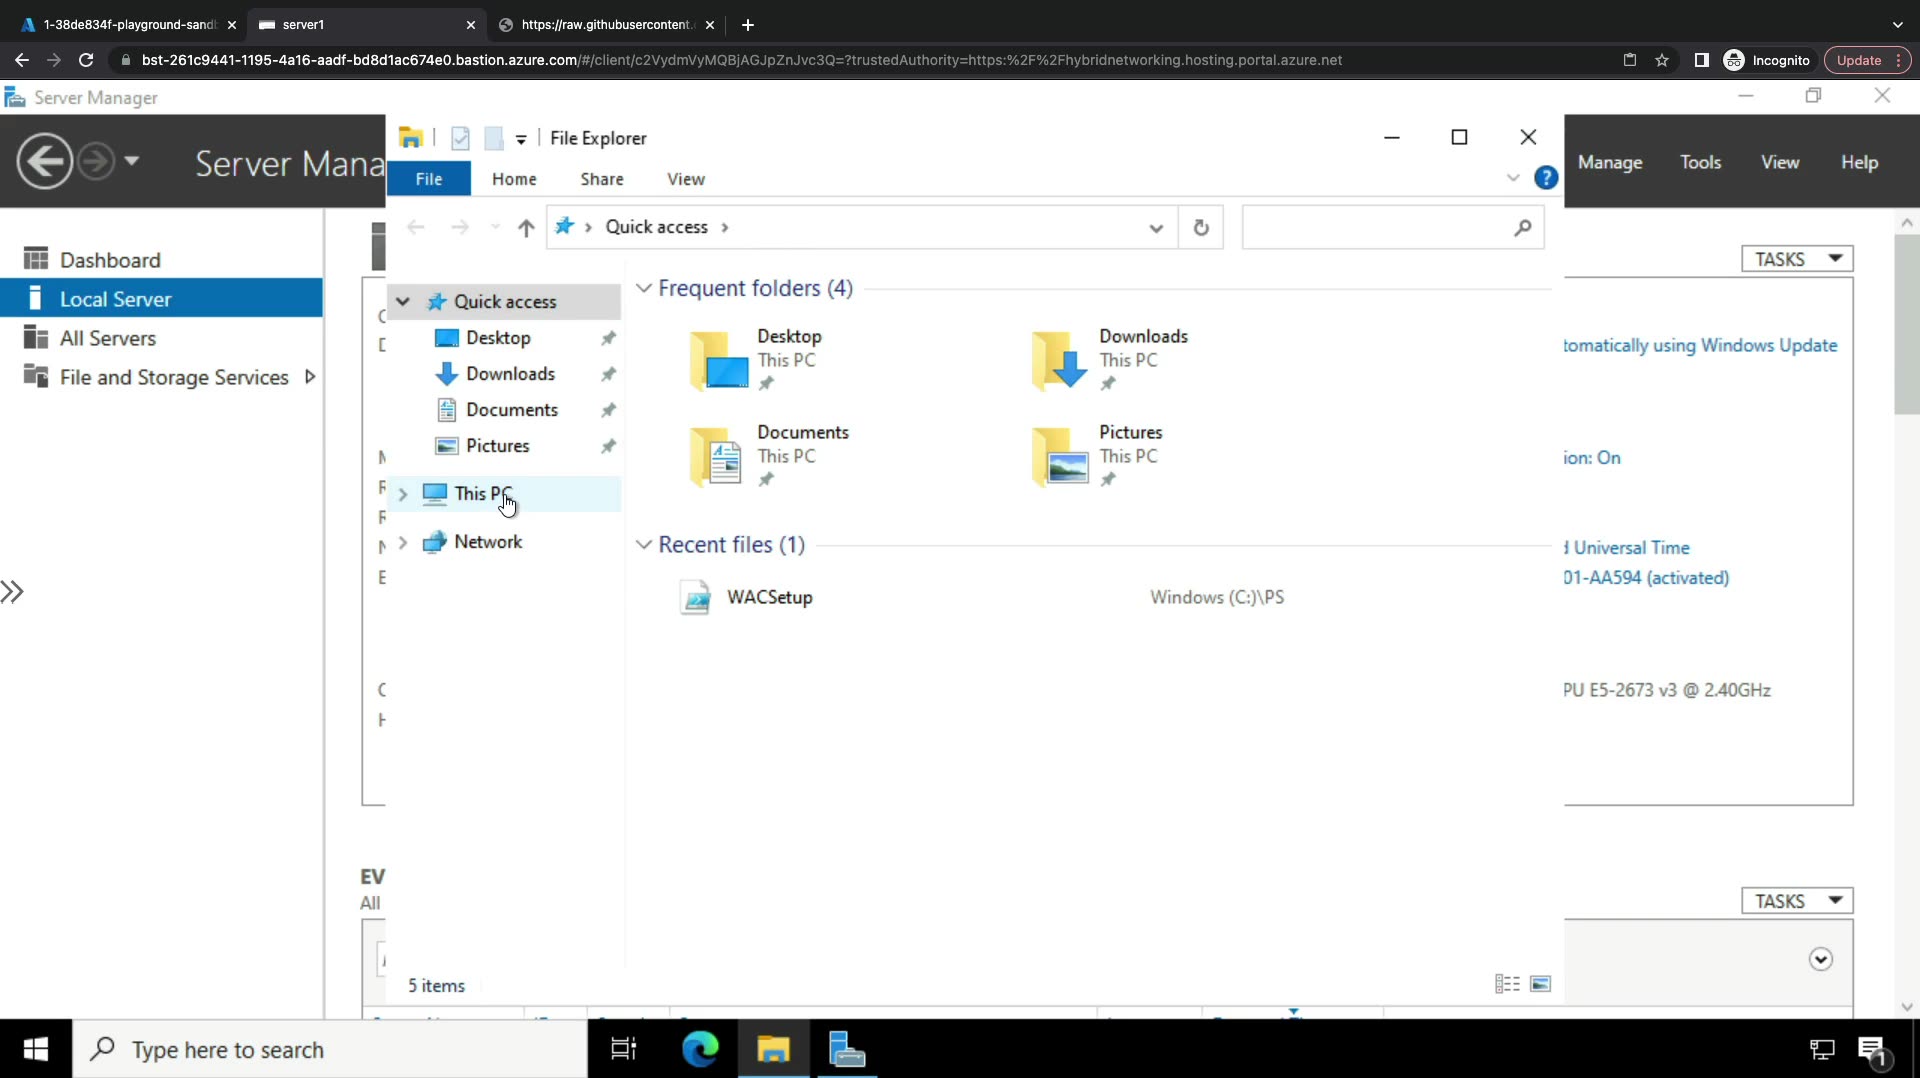 1-38de834f-playground-sand
server1
https://raw.githubusercontent.
bst-261c9441-1195-4a16-aadf-bd8d1ac674e0.bastion.azure.com/#/client/c2VydmVyMQBjAGJpZnJvc3Q=?trustedAuthority=https:%2F%2Fhybridnetworking.hosting.portal.azure.net
Incognito
Update
Server Manager
Server Mana
Manage
Tools
View
Help
Dashboard
Local Server
All Servers
File and Storage Services
File Explorer
File
Home
Share
View
Quick access
Quick access
Desktop
Downloads
Documents
Pictures
This PC
Network
Frequent folders (4)
Desktop
This PC
Downloads
This PC
Documents
This PC
Pictures
This PC
Recent files (1)
WACSetup
Windows (C:)\PS
5 items
TASKS
tomatically using Windows Update
ion: On
d Universal Time
01-AA594 (activated)
PU E5-2673 v3 @ 2.40GHz
EV
All
TASKS
Type here to search
1